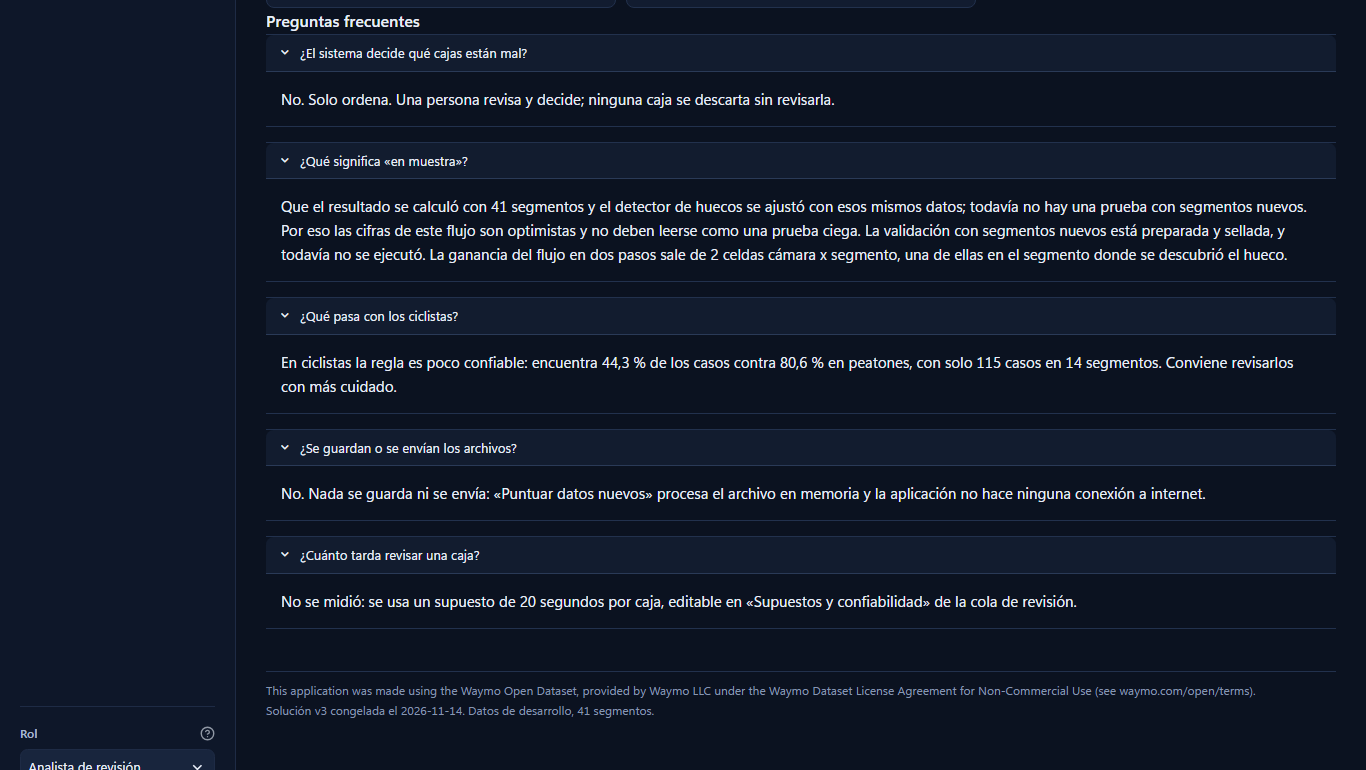 Preguntas frecuentes
¿El sistema decide qué cajas están mal?
No. Solo ordena. Una persona revisa y decide; ninguna caja se descarta sin revisarla.
¿Qué significa «en muestra»?
Que el resultado se calculó con 41 segmentos y el detector de huecos se ajustó con esos mismos datos; todavía no hay una prueba con segmentos nuevos.
Por eso las cifras de este flujo son optimistas y no deben leerse como una prueba ciega. La validación con segmentos nuevos está preparada y sellada, y
todavía no se ejecutó. La ganancia del flujo en dos pasos sale de 2 celdas cámara x segmento, una de ellas en el segmento donde se descubrió el hueco.
¿Qué pasa con los ciclistas?
En ciclistas la regla es poco confiable: encuentra 44,3 % de los casos contra 80,6 % en peatones, con solo 115 casos en 14 segmentos. Conviene revisarlos
con más cuidado.
¿Se guardan o se envían los archivos?
No. Nada se guarda ni se envía: «Puntuar datos nuevos» procesa el archivo en memoria y la aplicación no hace ninguna conexión a internet.
¿Cuánto tarda revisar una caja?
No se midió: se usa un supuesto de 20 segundos por caja, editable en «Supuestos y confiabilidad» de la cola de revisión.
This application was made using the Waymo Open Dataset, provided by Waymo LLC under the Waymo Dataset License Agreement for Non-Commercial Use (see waymo.com/open/terms).
Solución v3 congelada el 2026-11-14. Datos de desarrollo, 41 segmentos.
Rol
Analista de revisión